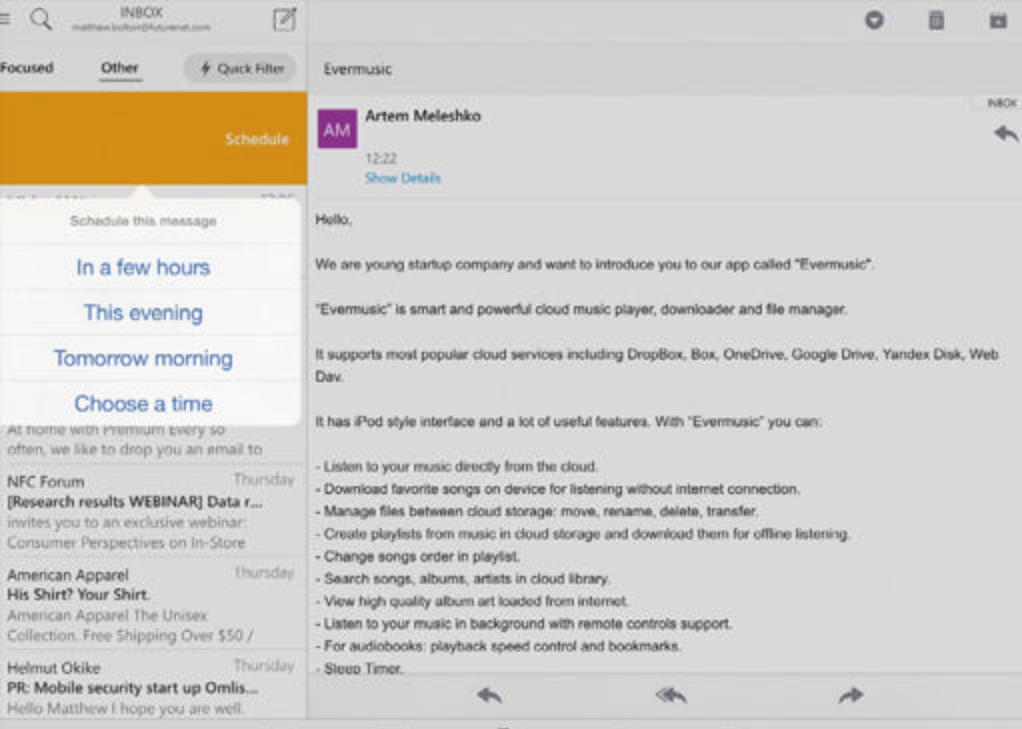 INBOX
matthew.bolton@futurenet.com
Focused
Other
Quick Filter
Schedule
Schedule this message
In a few hours
This evening
Tomorrow morning
Choose a time
At home with Premium Every so
often, we like to drop you an email to
NFC Forum
Thursday
[Research results WEBINAR] Data r...
invites you to an exclusive webinar:
Consumer Perspectives on In-Store
American Apparel
Thursday
His Shirt? Your Shirt.
American Apparel The Unisex
Collection. Free Shipping Over $50 /
Helmut Okike
Thursday
PR: Mobile security start up Omlis...
Hello Matthew I hope you are well.
Evermusic
INBOX
AM
Artem Meleshko
12:22
Show Details
Hello,
We are young startup company and want to introduce you to our app called "Evermusic".
"Evermusic" is smart and powerful cloud music player, downloader and file manager.
It supports most popular cloud services including DropBox, Box, OneDrive, Google Drive, Yandex Disk, Web
Dav.
It has iPod style interface and a lot of useful features. With "Evermusic" you can:
- Listen to your music directly from the cloud.
- Download favorite songs on device for listening without internet connection.
- Manage files between cloud storage: move, rename, delete, transfer.
- Create playlists from music in cloud storage and download them for offline listening.
- Change songs order in playlist.
- Search songs, albums, artists in cloud library.
- View high quality album art loaded from internet.
- Listen to your music in background with remote controls support.
- For audiobooks: playback speed control and bookmarks.
- Sleep Timer.